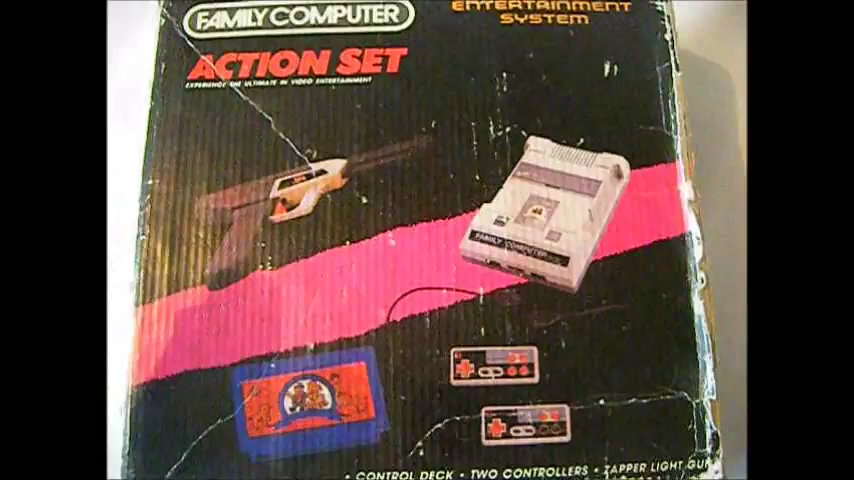 FAMILY COMPUTER
ENTERTAINMENT
SYSTEM
ACTION SET
EXPERIENCE THE ULTIMATE IN VIDEO ENTERTAINMENT
FAMILY COMPUTER
• CONTROL DECK • TWO CONTROLLERS • ZAPPER LIGHT GUN